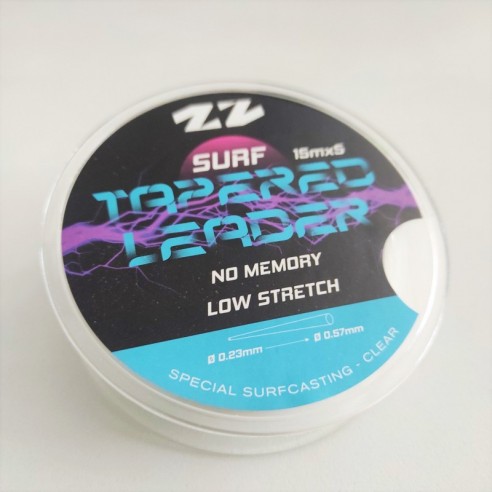 ZZ
SURF 15mx5
TAPERED
LEADER
NO MEMORY
LOW STRETCH
Ø 0.23mm Ø 0.57mm
SPECIAL SURFCASTING - CLEAR